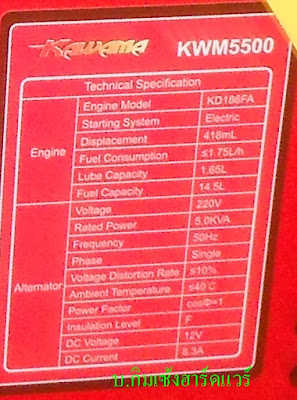 Kawama KWM5500
Technical Specification
Engine
Engine Model KD186FA
Starting System Electric
Displacement 418mL
Fuel Consumption ≤1.75L/h
Lube Capacity 1.65L
Fuel Capacity 14.5L
Alternator
Voltage 220V
Rated Power 5.0KVA
Frequency 50Hz
Phase Single
Voltage Distortion Rate ≤10%
Ambient Temperature ≤40°C
Power Factor cosΦ=1
Insulation Level F
DC Voltage 12V
DC Current 8.3A
บ.กิมเซ้งฮาร์ดแวร์